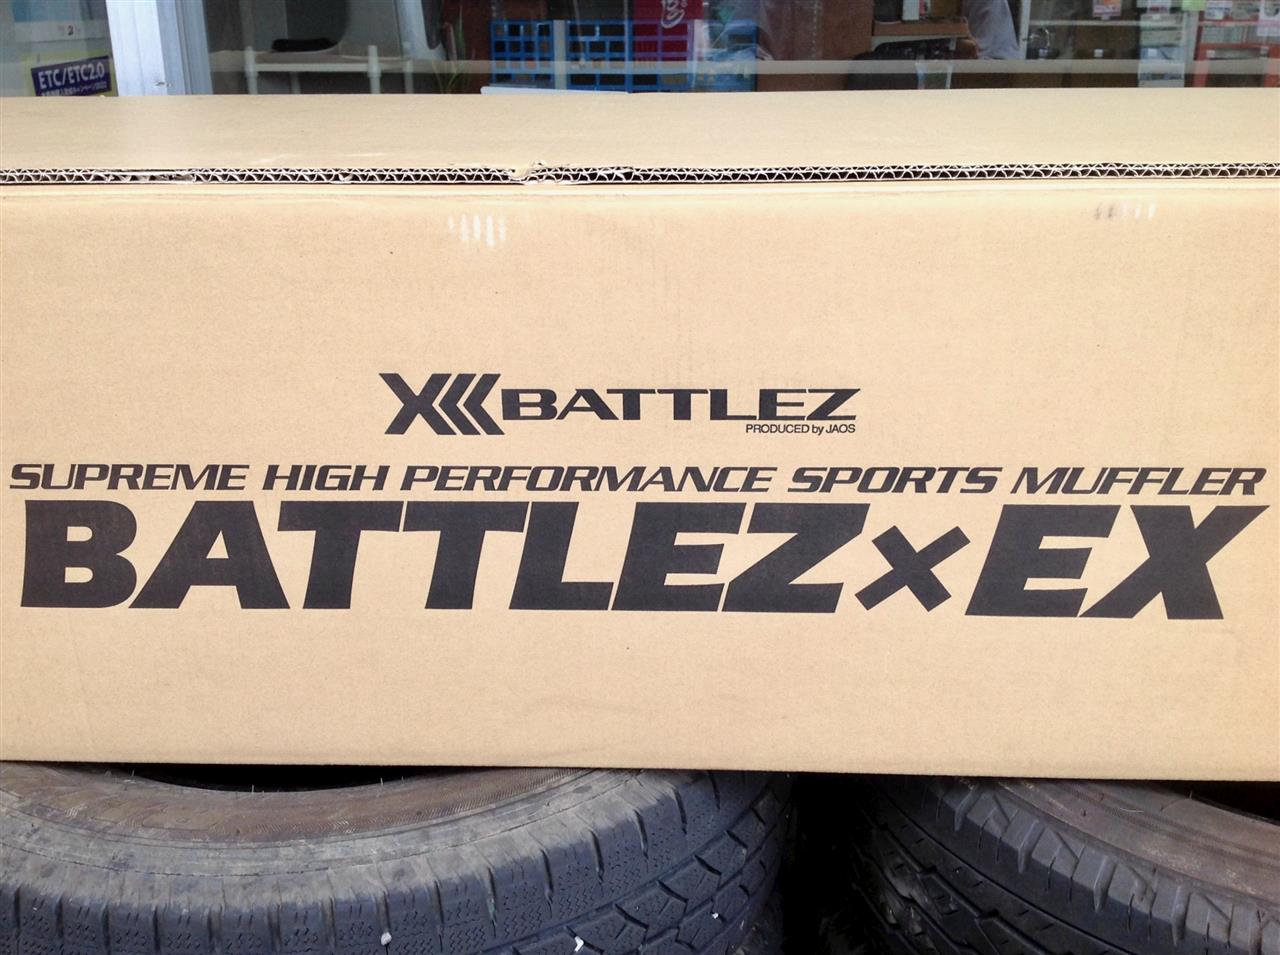 ETC/ETC2.0
BATTLEZ
PRODUCED by JAOS
SUPREME HIGH PERFORMANCE SPORTS MUFFLER
BATTLEZ×EX